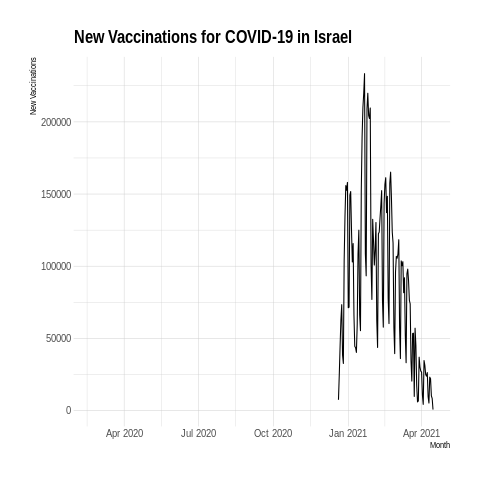 New Vaccinations for COVID-19 in Israel
New Vaccinations
200000
150000
100000
50000
0
Apr 2020 Jul 2020 Oct 2020 Jan 2021 Apr 2021
Month